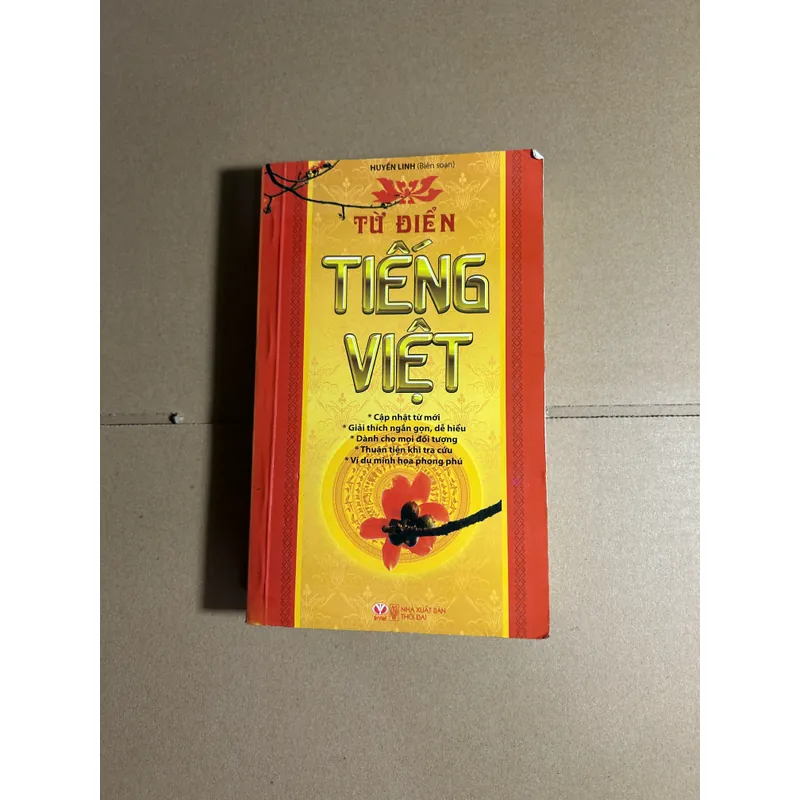 HUYỀN LINH (Biên soạn)
TỪ ĐIỂN
TIẾNG
VIỆT
* Cập nhật từ mới
* Giải thích ngắn gọn, dễ hiểu
* Dành cho mọi đối tượng
* Thuận tiện khi tra cứu
* Ví dụ minh họa phong phú
NHÀ XUẤT BẢN
THỜI ĐẠI